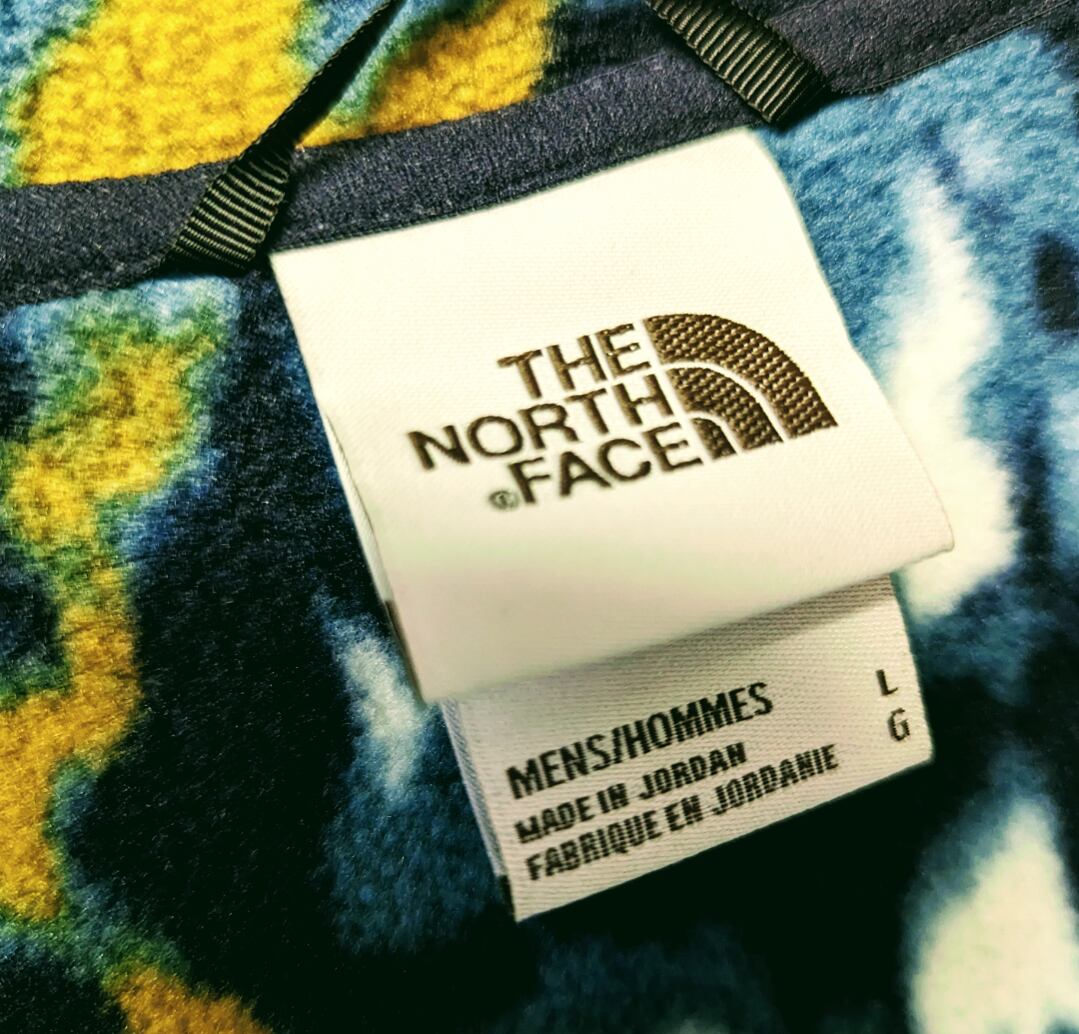 THE
NORTH
©FACE
MENS/HOMMES L
MADE IN JORDAN G
FABRIQUE EN JORDANIE